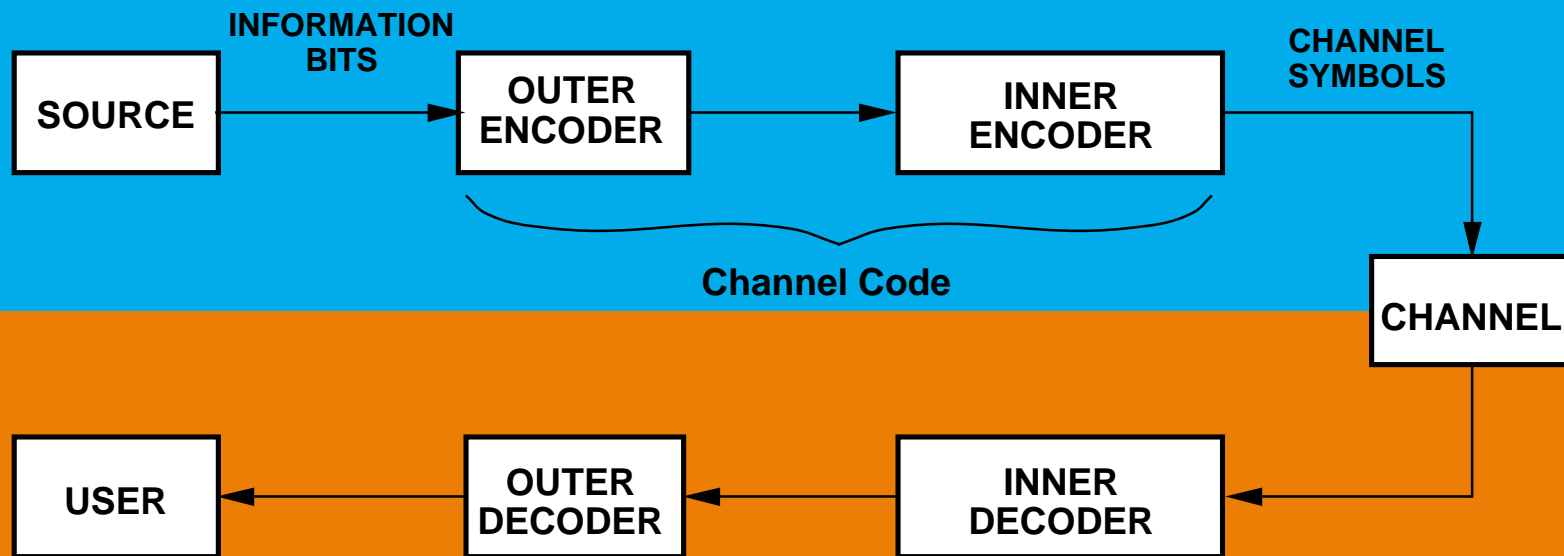 INFORMATION
BITS
SOURCE
OUTER
ENCODER
INNER
ENCODER
CHANNEL
SYMBOLS
Channel Code
CHANNEL
USER
OUTER
DECODER
INNER
DECODER